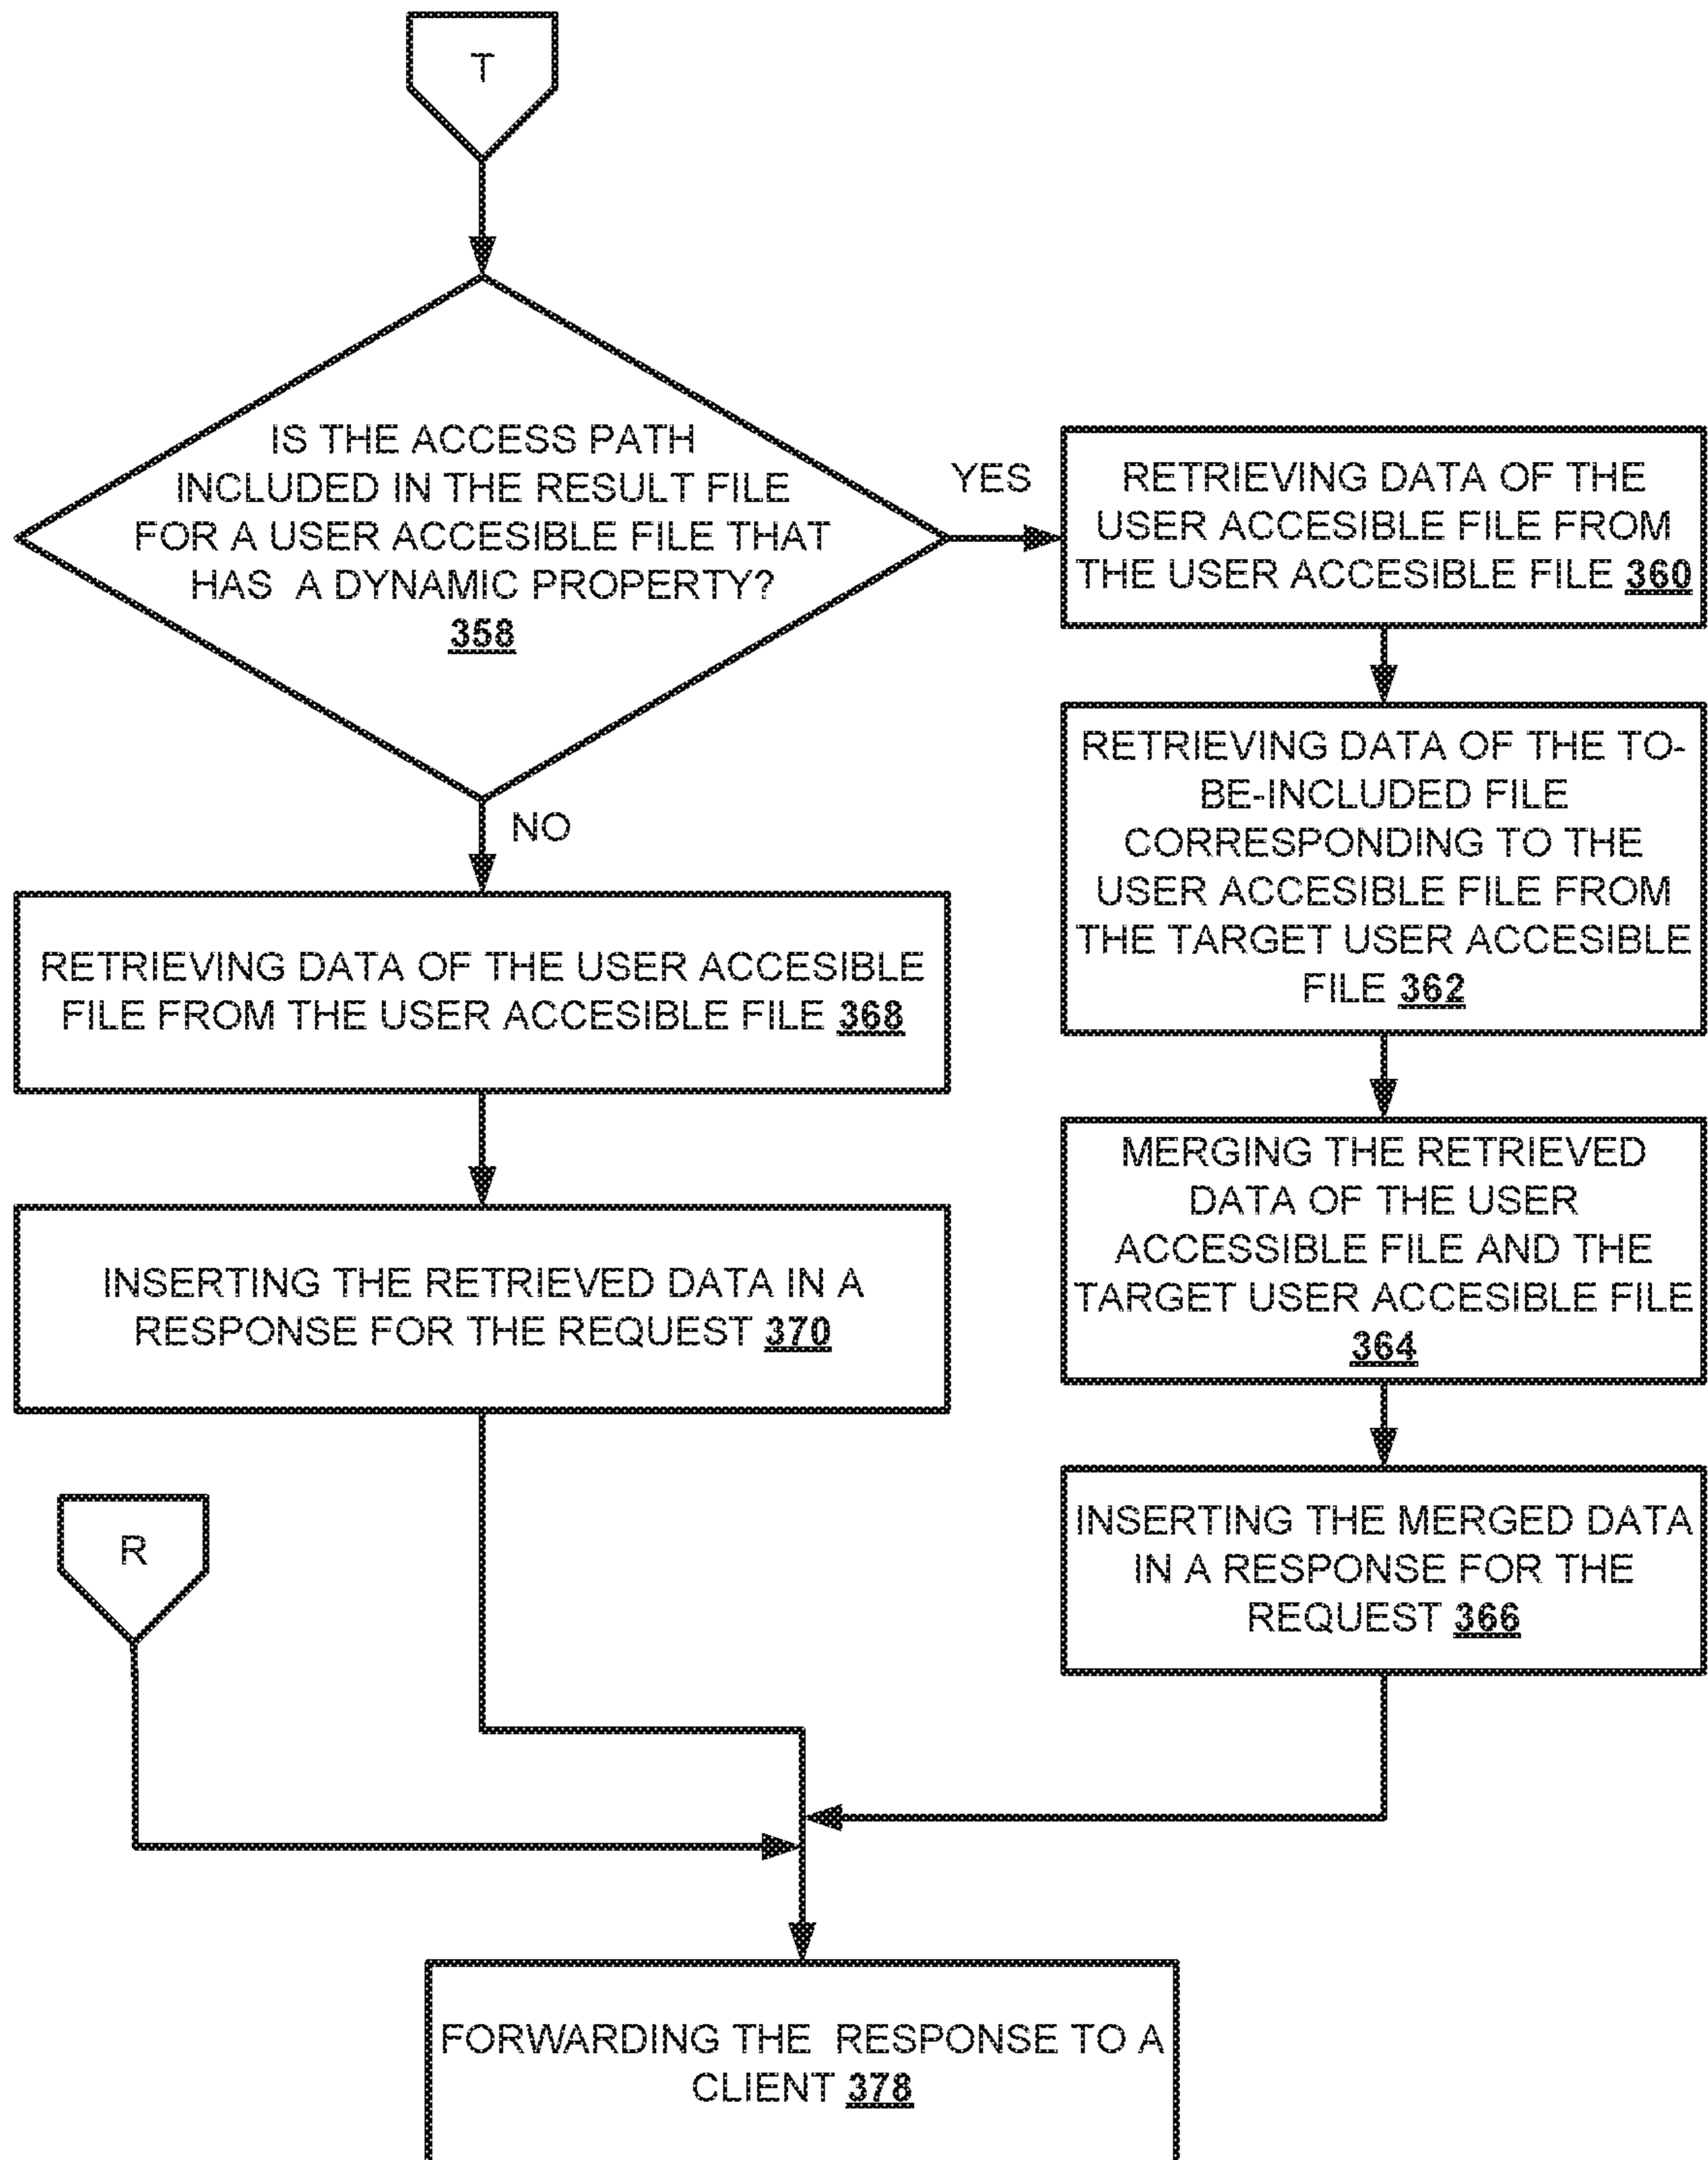 T
IS THE ACCESS PATH
INCLUDED IN THE RESULT FILE
FOR A USER ACCESIBLE FILE THAT
HAS A DYNAMIC PROPERTY?
358
YES
RETRIEVING DATA OF THE
USER ACCESIBLE FILE FROM
THE USER ACCESIBLE FILE 360
RETRIEVING DATA OF THE TO-
BE-INCLUDED FILE
CORRESPONDING TO THE
USER ACCESIBLE FILE FROM
THE TARGET USER ACCESIBLE
FILE 362
NO
RETRIEVING DATA OF THE USER ACCESIBLE
FILE FROM THE USER ACCESIBLE FILE 368
MERGING THE RETRIEVED
DATA OF THE USER
ACCESSIBLE FILE AND THE
TARGET USER ACCESIBLE FILE
364
INSERTING THE RETRIEVED DATA IN A
RESPONSE FOR THE REQUEST 370
INSERTING THE MERGED DATA
IN A RESPONSE FOR THE
REQUEST 366
R
FORWARDING THE RESPONSE TO A
CLIENT 378